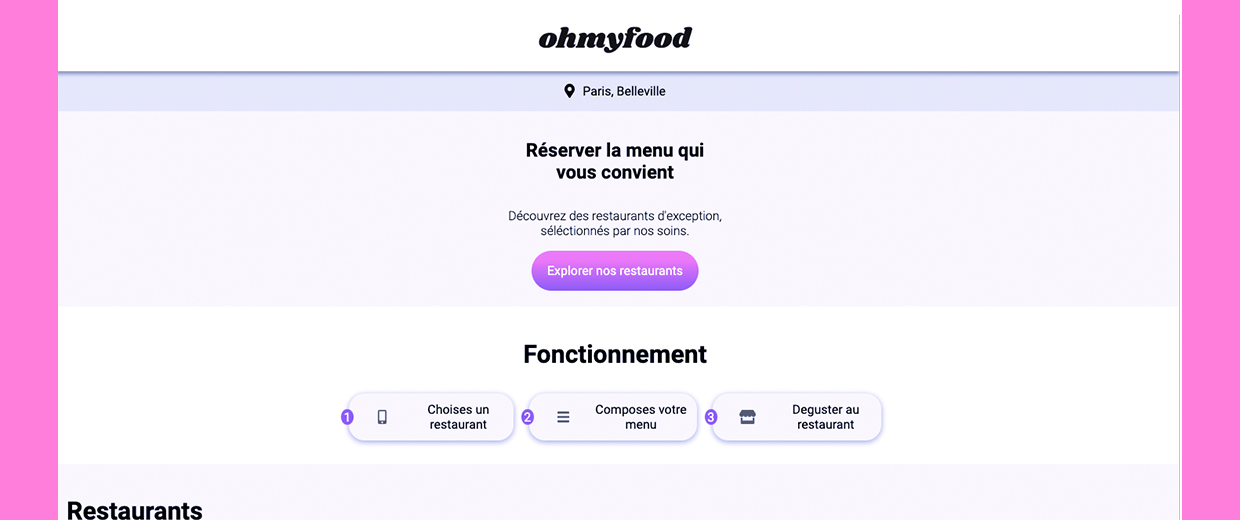 ohmyfood
Paris, Belleville
Réserver la menu qui
vous convient
Découvrez des restaurants d'exception,
séléctionnés par nos soins.
Explorer nos restaurants
Fonctionnement
1
Choises un
restaurant
2
Composes votre
menu
3
Deguster au
restaurant
Restaurants